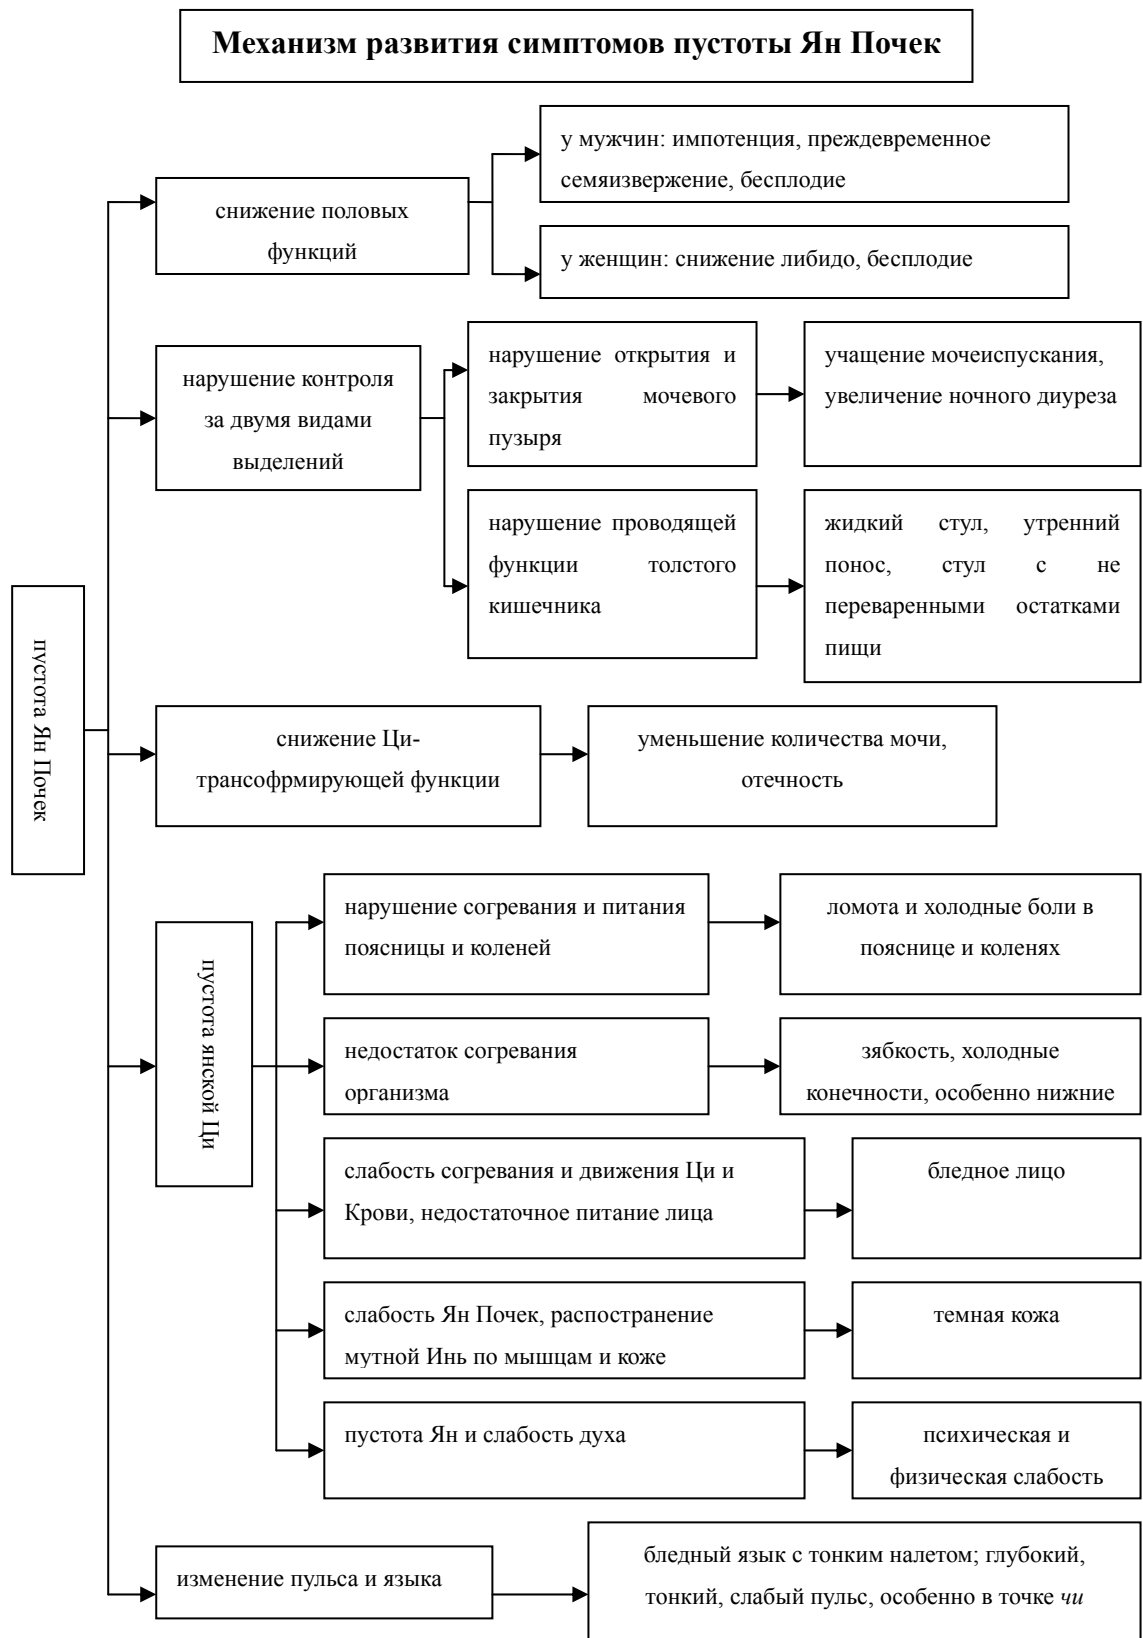 Механизм развития симптомов пустоты Ян Почек
у мужчин: импотенция, преждевременное
семяизвержение, бесплодие
снижение половых
функций
у женщин: снижение либидо, бесплодие
нарушение контроля
за двумя видами
выделений
нарушение открытия и
закрытия мочевого
пузыря
учащение мочеиспускания,
увеличение ночного диуреза
нарушение проводящей
функции толстого
кишечника
жидкий стул, утренний
понос, стул с не
переваренными остатками
пищи
пустота Ян Почек
снижение Ци-
трансофрмирующей функции
уменьшение количества мочи,
отечность
пустота янской Ци
нарушение согревания и питания
поясницы и коленей
ломота и холодные боли в
пояснице и коленях
недостаток согревания
организма
зябкость, холодные
конечности, особенно нижние
слабость согревания и движения Ци и
Крови, недостаточное питание лица
бледное лицо
слабость Ян Почек, распостранение
мутной Инь по мышцам и коже
темная кожа
пустота Ян и слабость духа
психическая и
физическая слабость
изменение пульса и языка
бледный язык с тонким налетом; глубокий,
тонкий, слабый пульс, особенно в точке чи